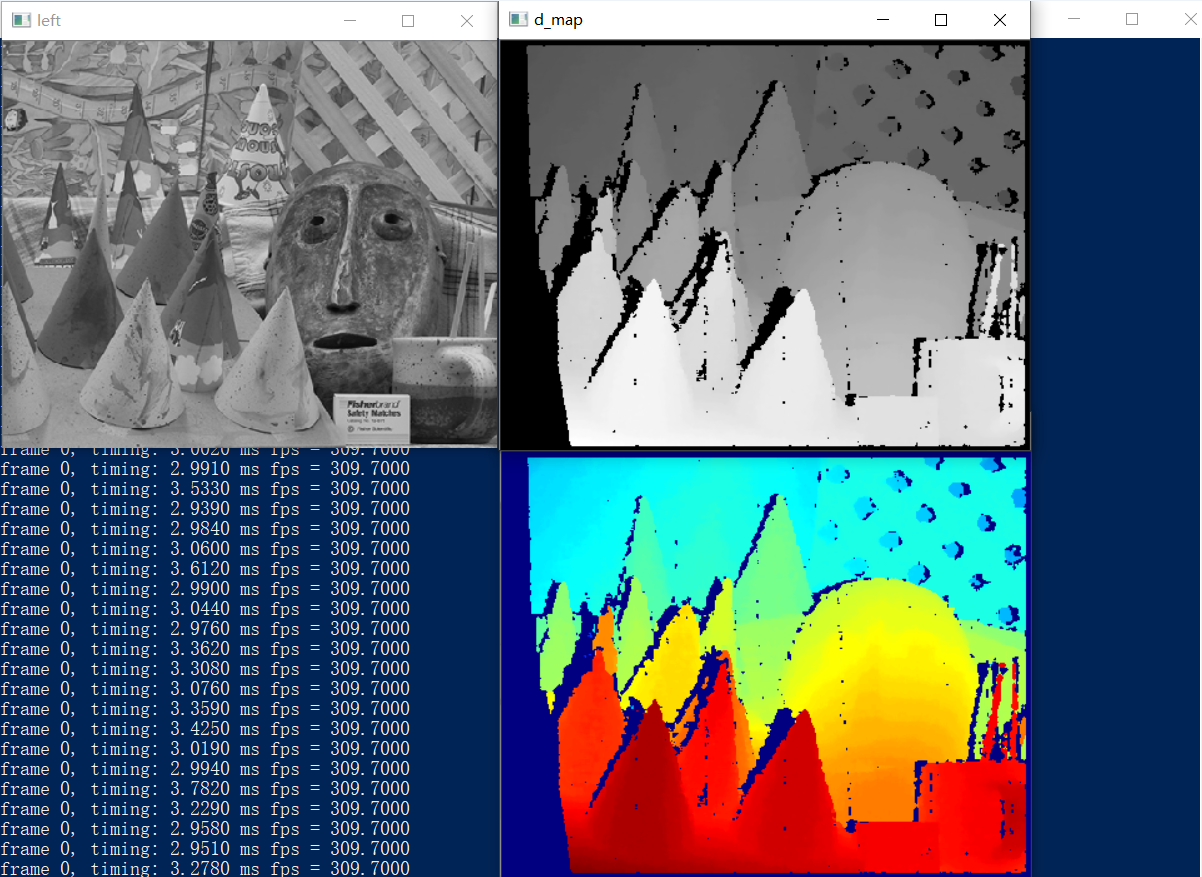 left
d_map
JUOP
NOUS
Fisherbrand
Safety Matches
frame 0, timing: 3.0020 ms fps = 309.7000
frame 0, timing: 2.9910 ms fps = 309.7000
frame 0, timing: 3.5330 ms fps = 309.7000
frame 0, timing: 2.9390 ms fps = 309.7000
frame 0, timing: 2.9840 ms fps = 309.7000
frame 0, timing: 3.0600 ms fps = 309.7000
frame 0, timing: 3.6120 ms fps = 309.7000
frame 0, timing: 2.9900 ms fps = 309.7000
frame 0, timing: 3.0440 ms fps = 309.7000
frame 0, timing: 2.9760 ms fps = 309.7000
frame 0, timing: 3.3620 ms fps = 309.7000
frame 0, timing: 3.3080 ms fps = 309.7000
frame 0, timing: 3.0760 ms fps = 309.7000
frame 0, timing: 3.3590 ms fps = 309.7000
frame 0, timing: 3.4250 ms fps = 309.7000
frame 0, timing: 3.0190 ms fps = 309.7000
frame 0, timing: 2.9940 ms fps = 309.7000
frame 0, timing: 3.7820 ms fps = 309.7000
frame 0, timing: 3.2290 ms fps = 309.7000
frame 0, timing: 2.9580 ms fps = 309.7000
frame 0, timing: 2.9510 ms fps = 309.7000
frame 0, timing: 3.2780 ms fps = 309.7000